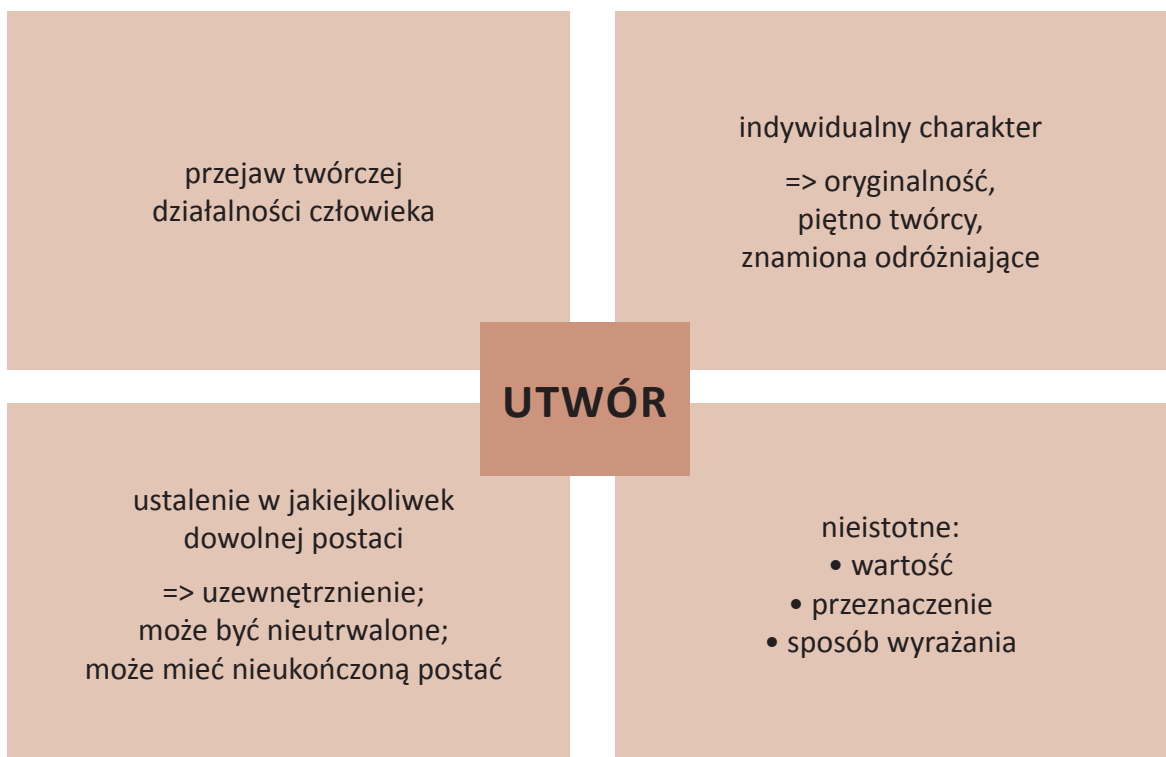 przejaw twórczej
działalności człowieka
indywidualny charakter
=> oryginalność,
piętno twórcy,
znamiona odróżniające
UTWÓR
ustalenie w jakiejkoliwek
dowolnej postaci
=> uzewnętrznienie;
może być nieutrwalone;
może mieć nieukończoną postać
nieistotne:
• wartość
• przeznaczenie
• sposób wyrażania